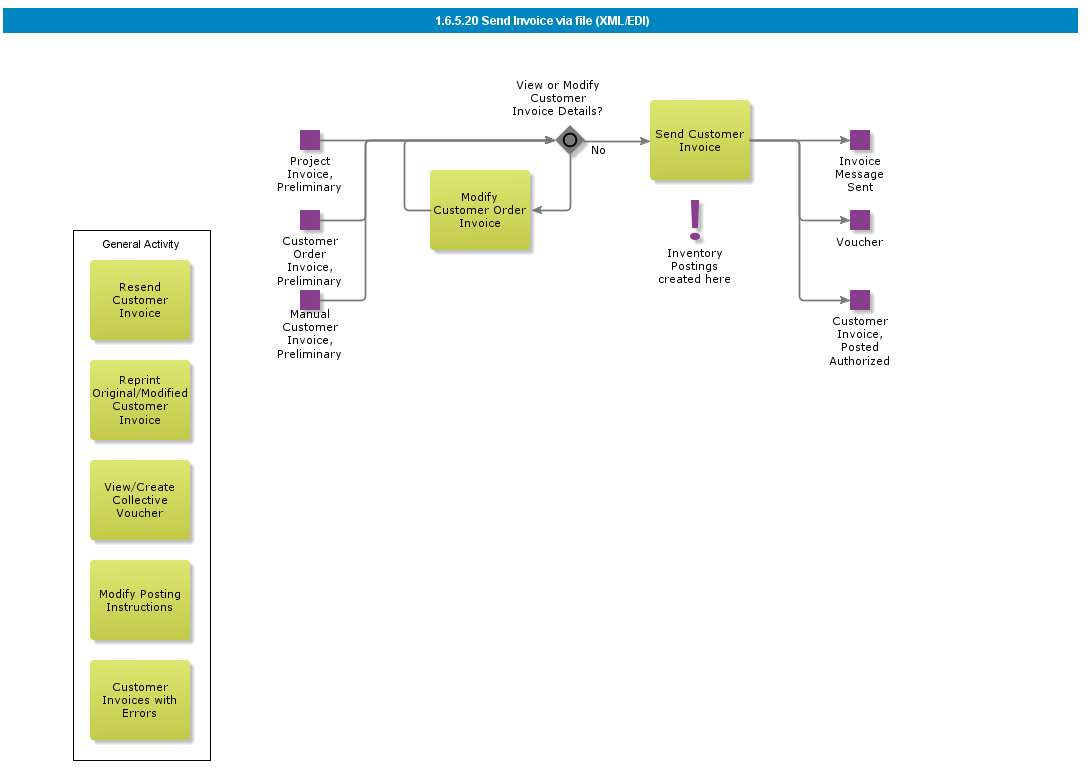 1.6.5.20 Send Invoice via file (XML/EDI)
View or Modify
Customer
Invoice Details?
No
Send Customer
Invoice
Project
Invoice,
Preliminary
Modify
Customer Order
Invoice
Invoice
Message
Sent
Customer
Order
Invoice,
Preliminary
Inventory
Postings
created here
Voucher
Manual
Customer
Invoice,
Preliminary
Customer
Invoice,
Posted
Authorized
General Activity
Resend
Customer
Invoice
Reprint
Original/Modified
Customer
Invoice
View/Create
Collective
Voucher
Modify Posting
Instructions
Customer
Invoices with
Errors